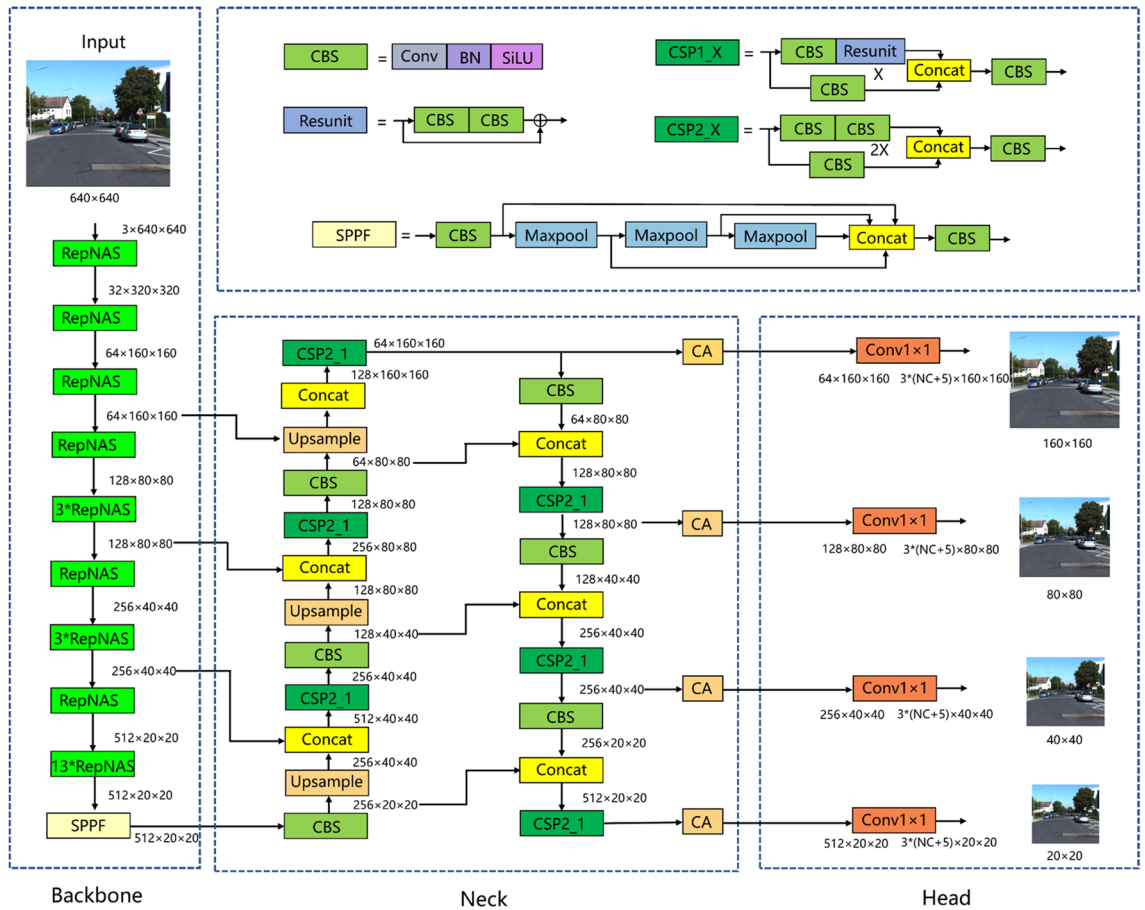 Input
640×640
3×640×640
RepNAS
32×320×320
RepNAS
64×160×160
RepNAS
64×160×160
RepNAS
128×80×80
3*RepNAS
128×80×80
RepNAS
256×40×40
3*RepNAS
256×40×40
RepNAS
512×20×20
13*RepNAS
512×20×20
SPPF
512×20×20
Backbone
CBS = Conv BN SiLU
Resunit = CBS CBS
CSP1_X = CBS Resunit
X
CBS
Concat CBS
CSP2_X = CBS CBS
2X
CBS
Concat CBS
SPPF = CBS Maxpool Maxpool Maxpool Concat CBS
CSP2_1
64×160×160
128×160×160
Concat
Upsample
64×80×80
CBS
128×80×80
CSP2_1
256×80×80
Concat
128×80×80
Upsample
128×40×40
CBS
256×40×40
CSP2_1
512×40×40
Concat
256×40×40
Upsample
256×20×20
CBS
CBS
64×80×80
Concat
128×80×80
CSP2_1
128×80×80
CBS
128×40×40
Concat
256×40×40
CSP2_1
256×40×40
CBS
256×20×20
Concat
512×20×20
CSP2_1
CA
CA
CA
CA
Neck
Conv1×1
64×160×160 3*(NC+5)×160×160
160×160
Conv1×1
128×80×80 3*(NC+5)×80×80
80×80
Conv1×1
256×40×40 3*(NC+5)×40×40
40×40
Conv1×1
512×20×20 3*(NC+5)×20×20
20×20
Head